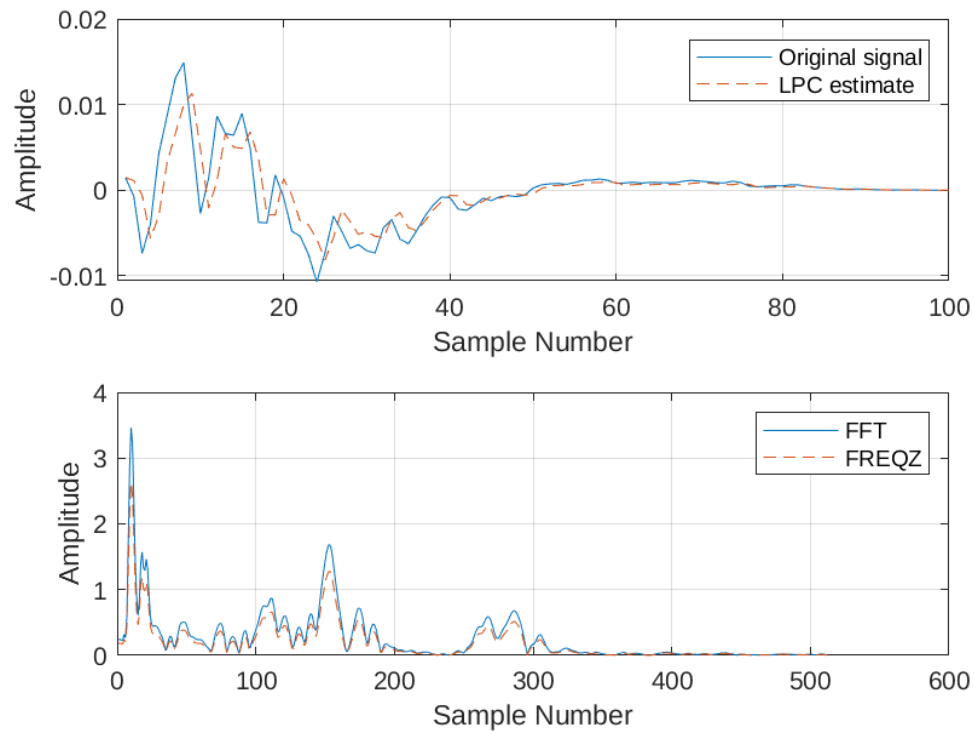 0.02
0.01
0
-0.01
Amplitude
Original signal
LPC estimate
0 20 40 60 80 100
Sample Number
4
3
2
1
0
Amplitude
FFT
FREQZ
0 100 200 300 400 500 600
Sample Number